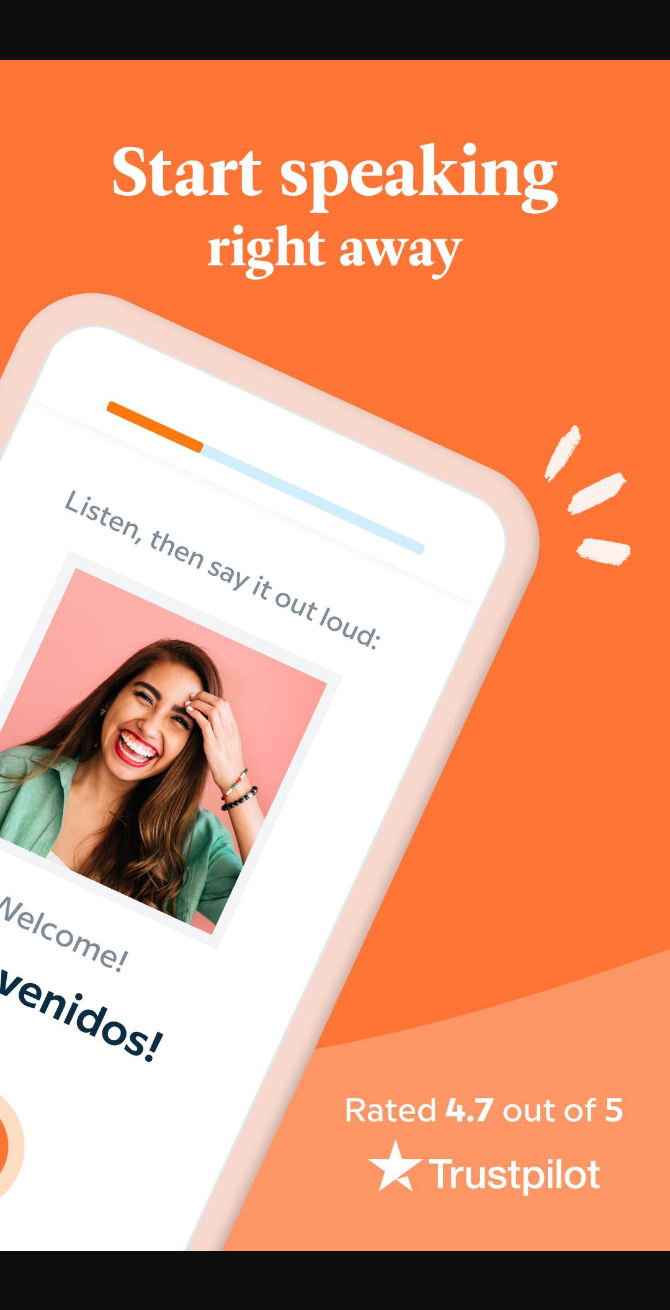 Start speaking
right away
Listen, then say it out loud:
Welcome!
venidos!
Rated 4.7 out of 5
Trustpilot